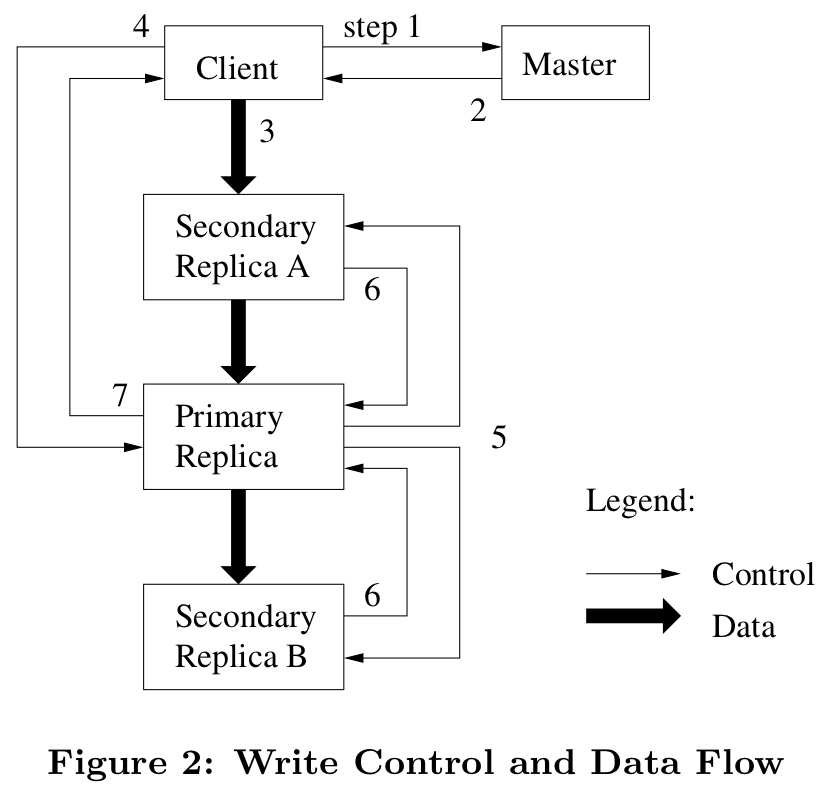 4
step 1
Client
Master
2
3
Secondary
Replica A
6
7
Primary
Replica
5
Legend:
Control
Data
6
Secondary
Replica B
Figure 2: Write Control and Data Flow